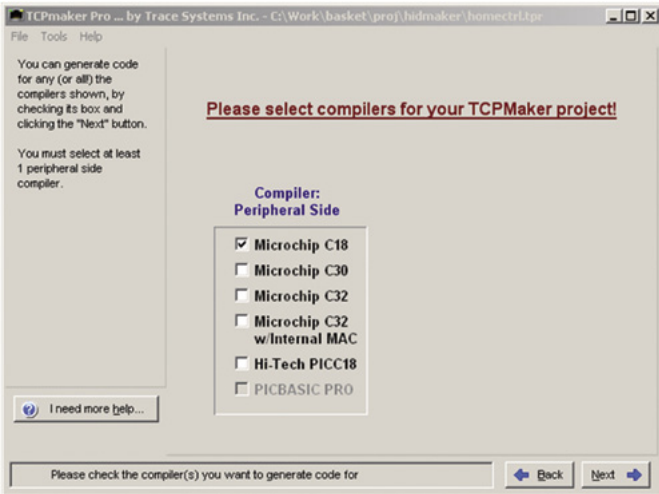 TCPmaker Pro ... by Trace Systems Inc. - C:\Work\basket\proj\hidmaker\homectrl.tpr
File Tools Help
You can generate code
for any (or all!) the
compilers shown, by
checking its box and
clicking the "Next" button.
You must select at least
1 peripheral side
compiler.
Please select compilers for your TCPMaker project!
Compiler:
Peripheral Side
Microchip C18
Microchip C30
Microchip C32
Microchip C32
w/Internal MAC
Hi-Tech PICC18
PICBASIC PRO
I need more help...
Please check the compiler(s) you want to generate code for
Back
Next